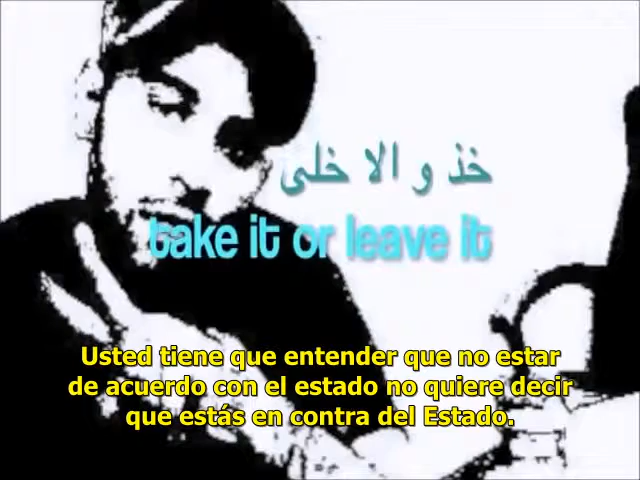 خذ و الا خلى
take it or leave it
Usted tiene que entender que no estar
de acuerdo con el estado no quiere decir
que estás en contra del Estado.